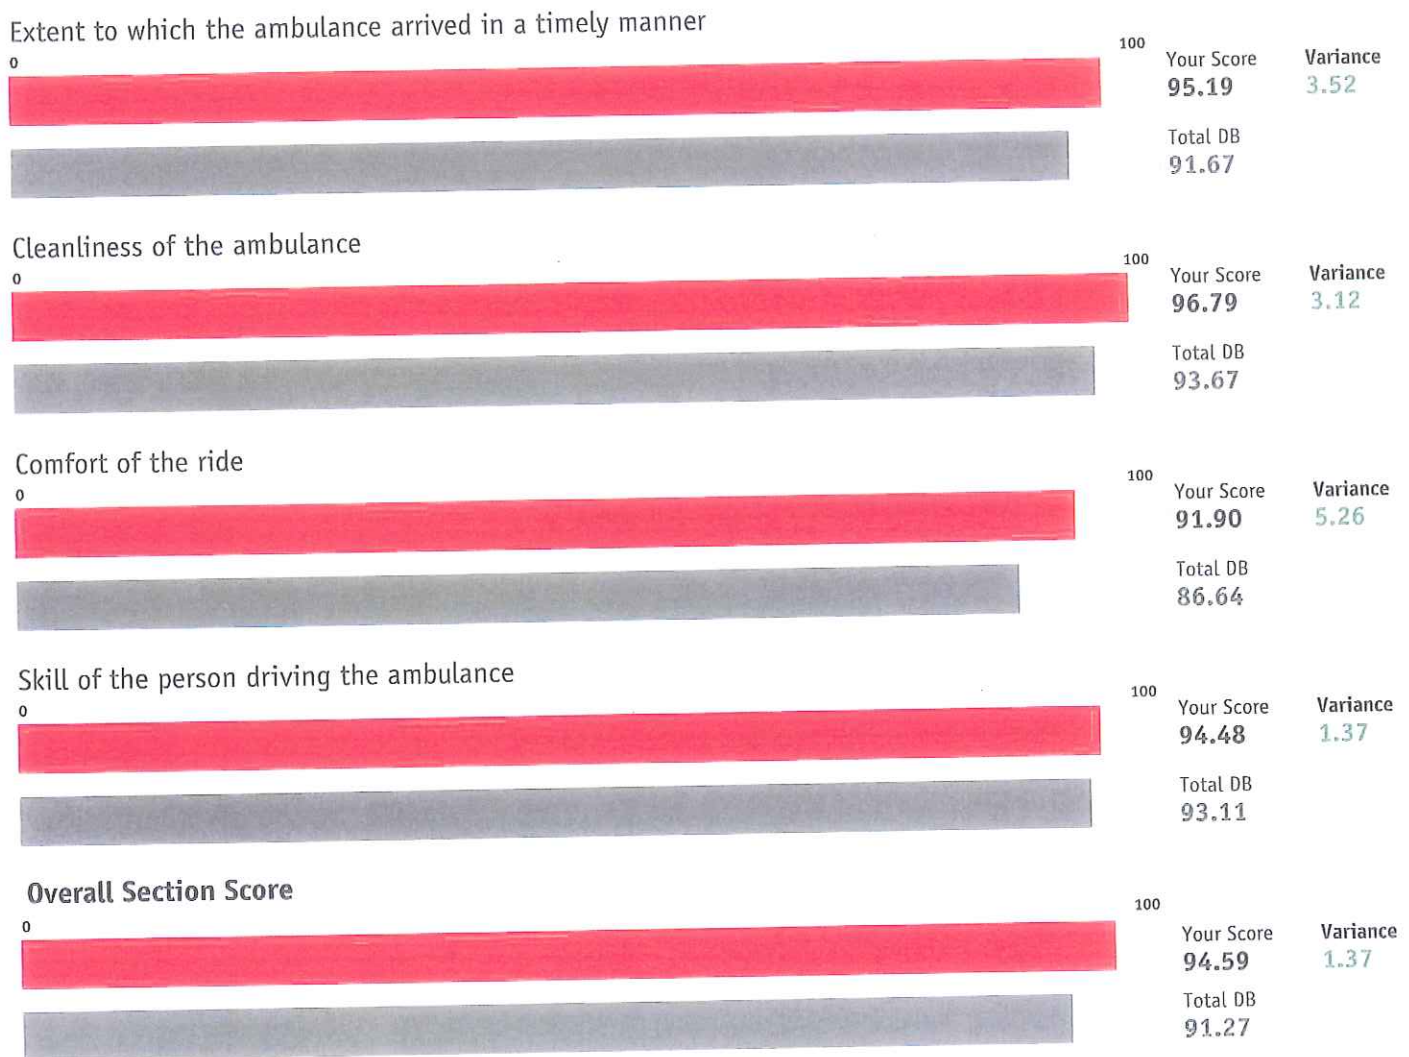 Extent to which the ambulance arrived in a timely manner
0 100
Your Score Variance
95.19 3.52
Total DB
91.67
Cleanliness of the ambulance
0 100
Your Score Variance
96.79 3.12
Total DB
93.67
Comfort of the ride
0 100
Your Score Variance
91.90 5.26
Total DB
86.64
Skill of the person driving the ambulance
0 100
Your Score Variance
94.48 1.37
Total DB
93.11
Overall Section Score
0 100
Your Score Variance
94.59 1.37
Total DB
91.27